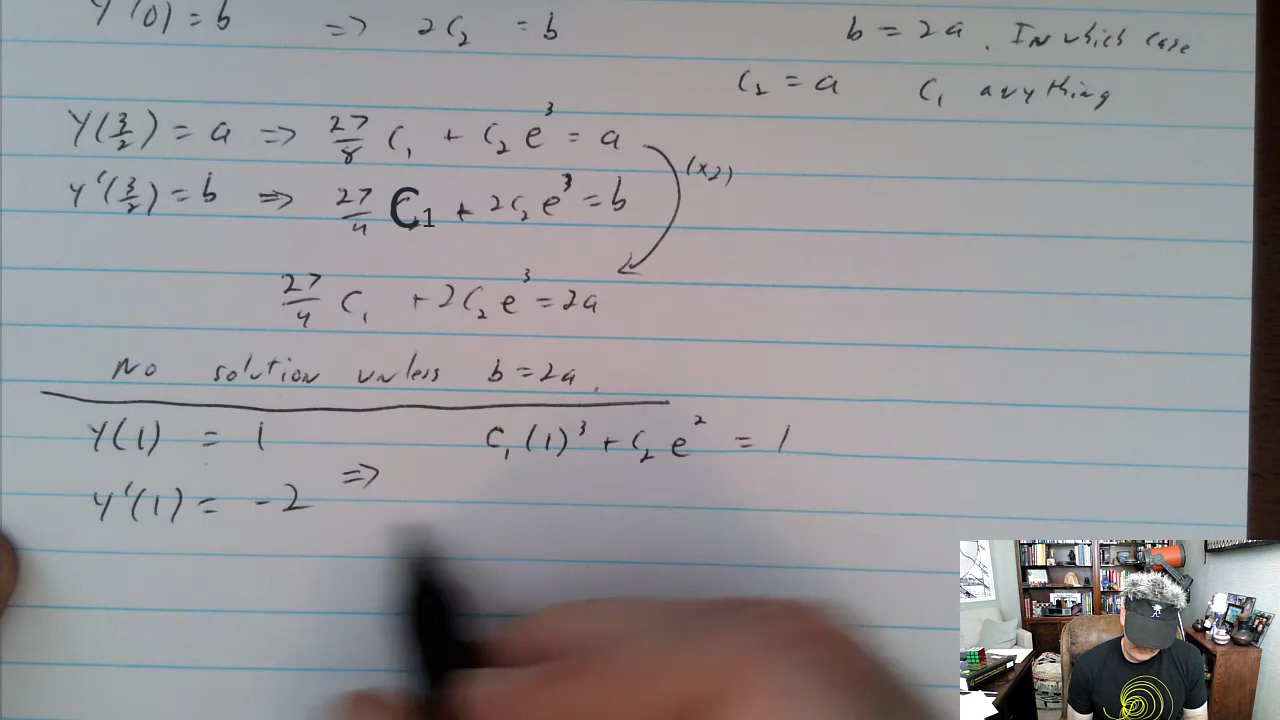 Y'(0) = b => 2C₂ = b b = 2a. In which case
C₂ = a C₁ anything
Y(3/2) = a => 27/8 C₁ + C₂e³ = a (x2)
Y'(3/2) = b => 27/4 C₁ + 2C₂e³ = b
27/4 C₁ + 2C₂e³ = 2a
No solution unless b = 2a.
Y(1) = 1 C₁(1)³ + C₂e² = 1
=>
Y'(1) = -2